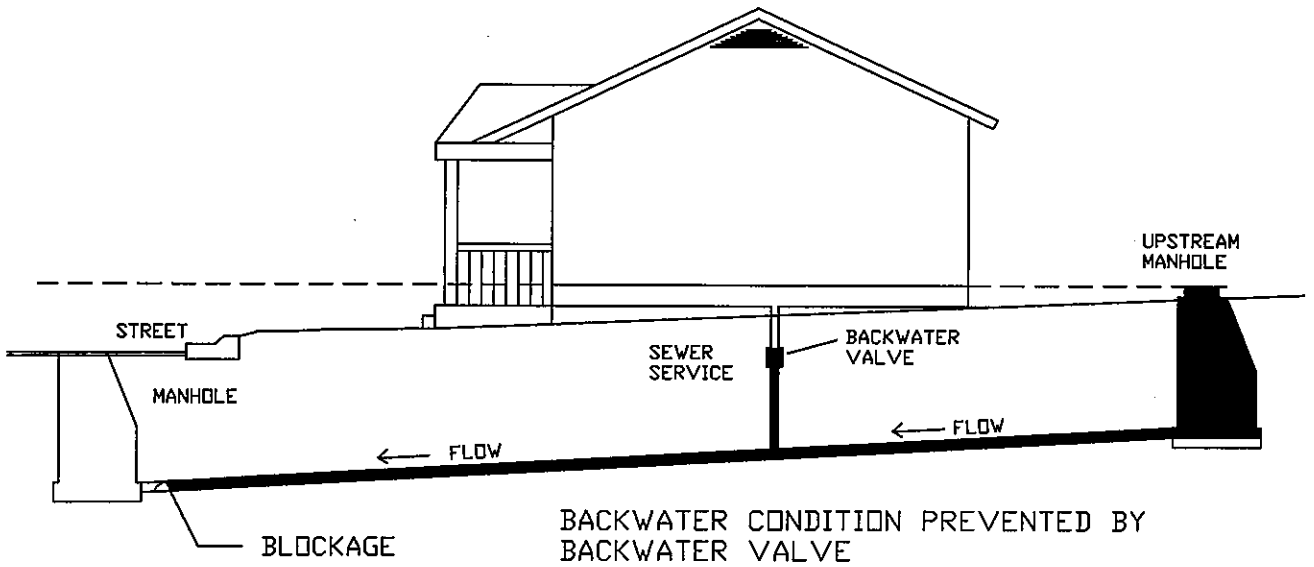 UPSTREAM
MANHOLE
STREET
BACKWATER
VALVE
SEWER
SERVICE
MANHOLE
FLOW
FLOW
BLOCKAGE
BACKWATER CONDITION PREVENTED BY
BACKWATER VALVE